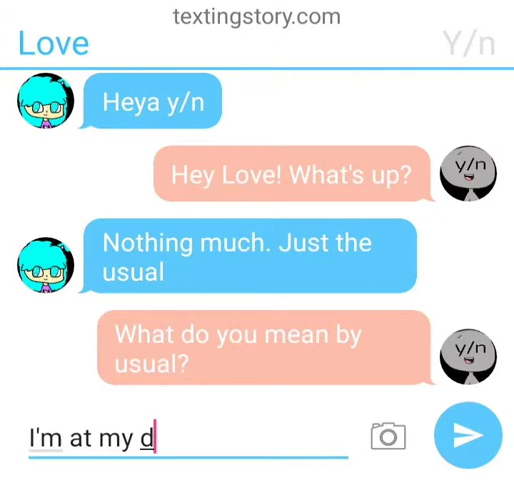 textingstory.com
Love
Y/n
Heya y/n
Hey Love! What's up?
y/n
Nothing much. Just the
usual
What do you mean by
usual?
y/n
I'm at my d